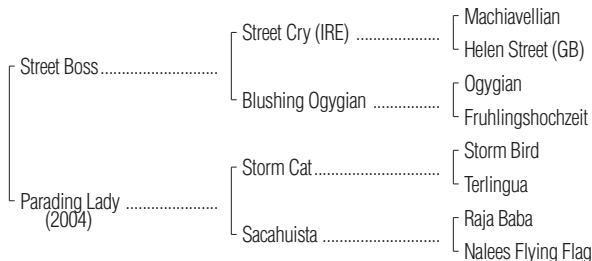 Machiavellian
Street Cry (IRE) ....................
Helen Street (GB)
Street Boss............................
Ogygian
Blushing Ogygian ................
Fruhlingshochzeit
Storm Bird
Storm Cat..............................
Terlingua
Parading Lady ......................
(2004)
Raja Baba
Sacahuista ............................
Nalees Flying Flag